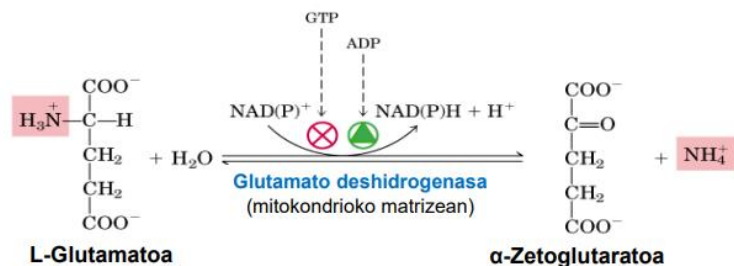 GTP
ADP
COO⁻
H₃N⁺—C—H
CH₂
CH₂
COO⁻
L-Glutamatoa
+ H₂O
NAD(P)⁺
NAD(P)H + H⁺
Glutamato deshidrogenasa
(mitokondrioko matrizean)
COO⁻
C=O
CH₂
CH₂
COO⁻
α-Zetoglutaratoa
+ NH₄⁺